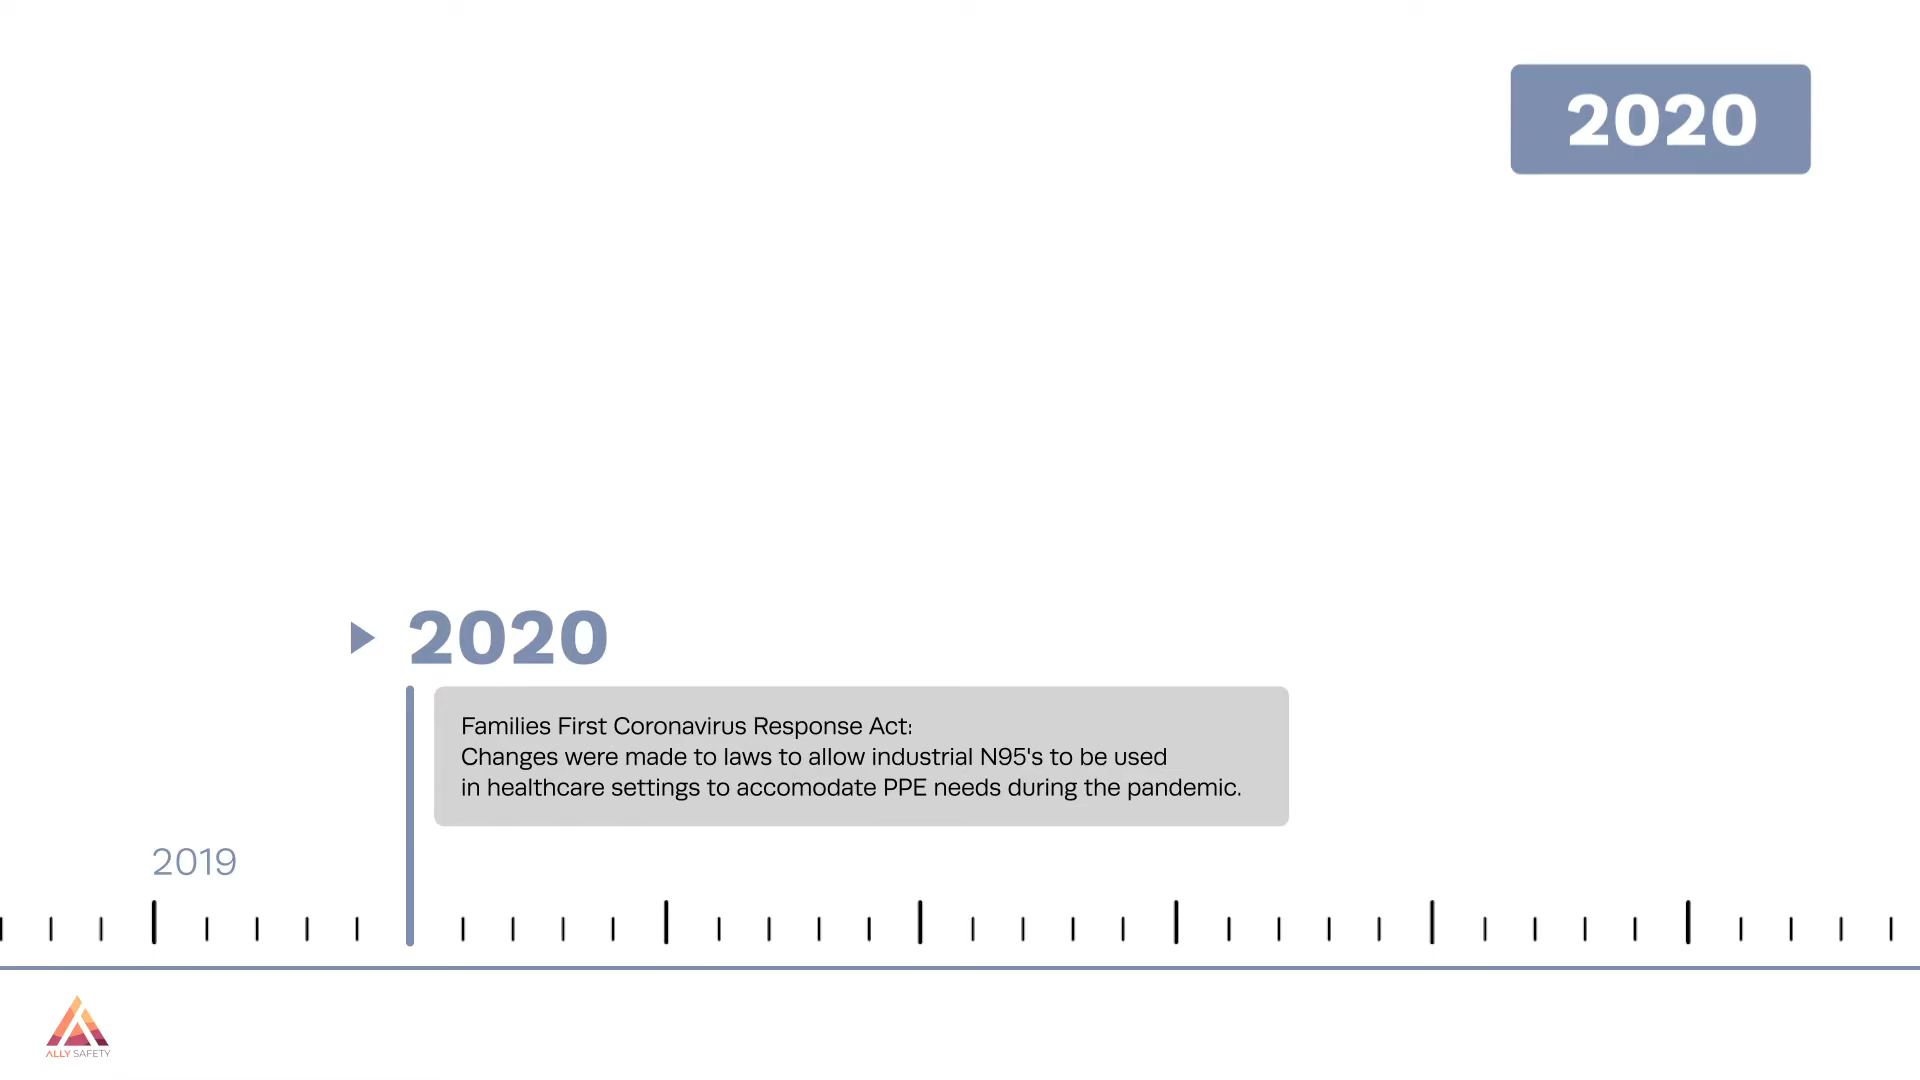 2020
2020
Families First Coronavirus Response Act:
Changes were made to laws to allow industrial N95's to be used
in healthcare settings to accomodate PPE needs during the pandemic.
2019
ALLY SAFETY